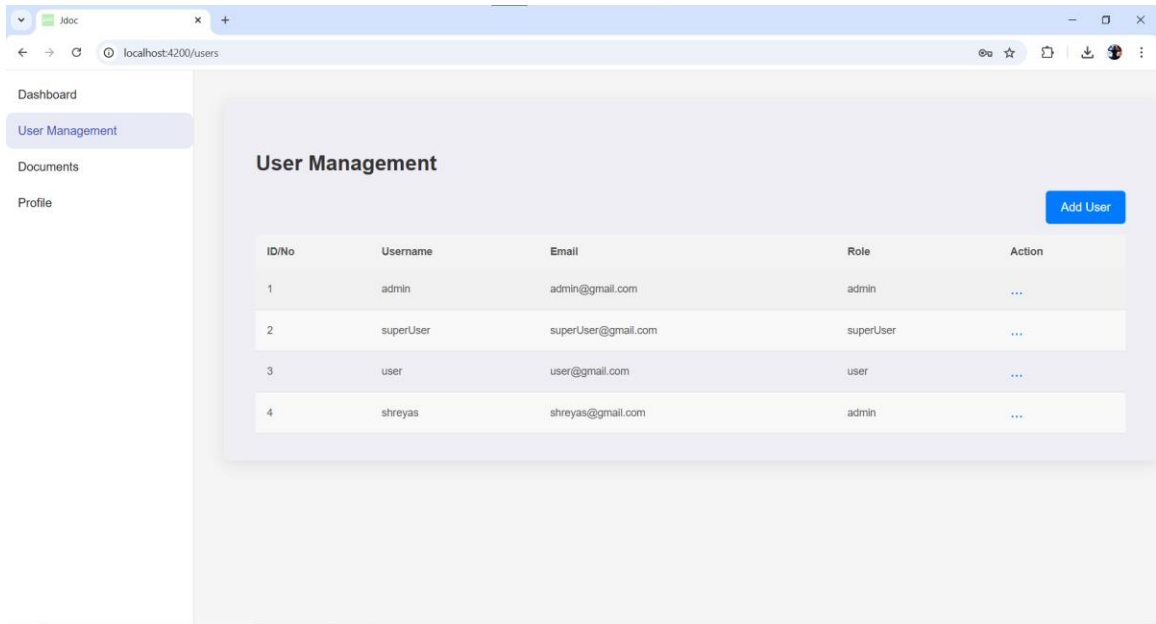 Jdoc
localhost:4200/users
Dashboard
User Management
Documents
Profile
User Management
Add User
ID/No Username Email Role Action
1 admin admin@gmail.com admin ...
2 superUser superUser@gmail.com superUser ...
3 user user@gmail.com user ...
4 shreyas shreyas@gmail.com admin ...